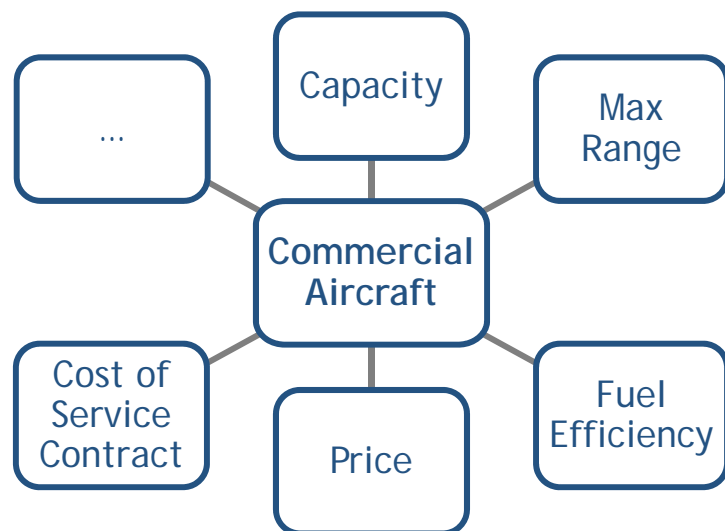 Capacity
...
Max
Range
Commercial
Aircraft
Cost of
Service
Contract
Price
Fuel
Efficiency